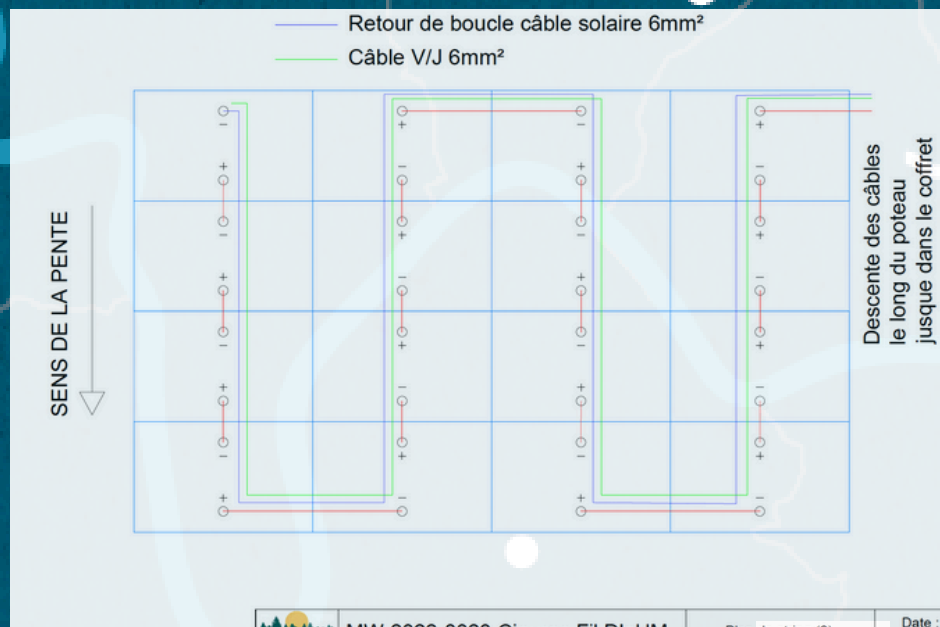 Retour de boucle câble solaire 6mm²
Câble V/J 6mm²
SENS DE LA PENTE
Descente des câbles
le long du poteau
jusque dans le coffret
Date :